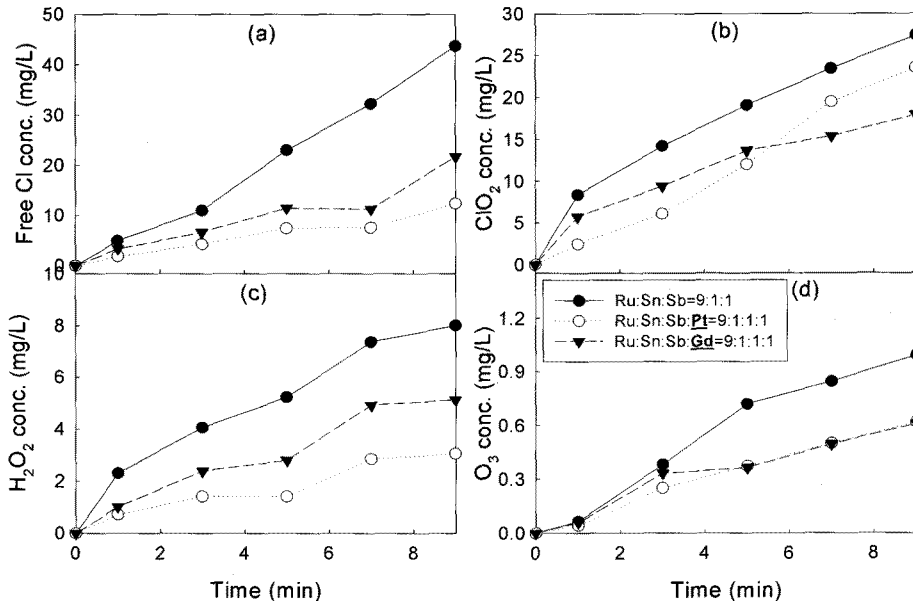 (a)
Free Cl conc. (mg/L)
50
40
30
20
10
0
(b)
ClO2 conc. (mg/L)
30
25
20
15
10
5
0
(c)
H2O2 conc. (mg/L)
10
8
6
4
2
0
0 2 4 6 8
Time (min)
(d)
Ru:Sn:Sb=9:1:1
Ru:Sn:Sb:Pt=9:1:1:1
Ru:Sn:Sb:Gd=9:1:1:1
O3 conc. (mg/L)
1.2
0.9
0.6
0.3
0.0
0 2 4 6 8
Time (min)